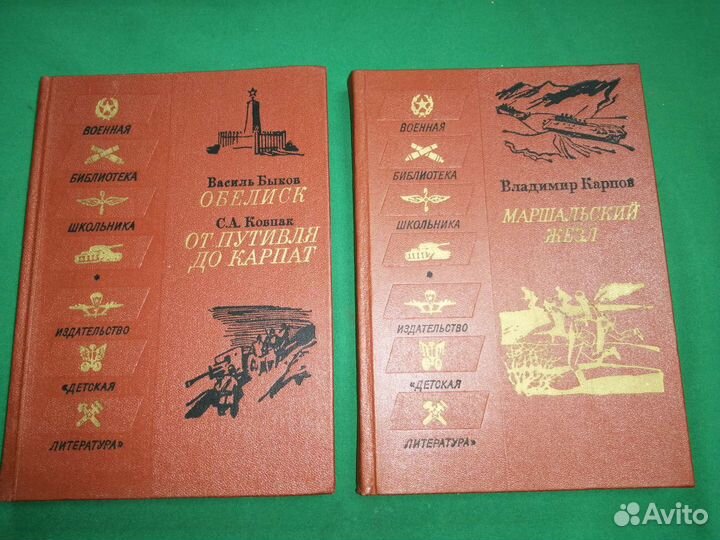 ВОЕННАЯ
БИБЛИОТЕКА
ШКОЛЬНИКА
ИЗДАТЕЛЬСТВО
«ДЕТСКАЯ
ЛИТЕРАТУРА»
Василь Быков
ОБЕЛИСК
С.А. Ковпак
ОТ ПУТИВЛЯ
ДО КАРПАТ
ВОЕННАЯ
БИБЛИОТЕКА
ШКОЛЬНИКА
ИЗДАТЕЛЬСТВО
«ДЕТСКАЯ
ЛИТЕРАТУРА»
Владимир Карпов
МАРШАЛЬСКИЙ
ЖЕЗЛ
Avito